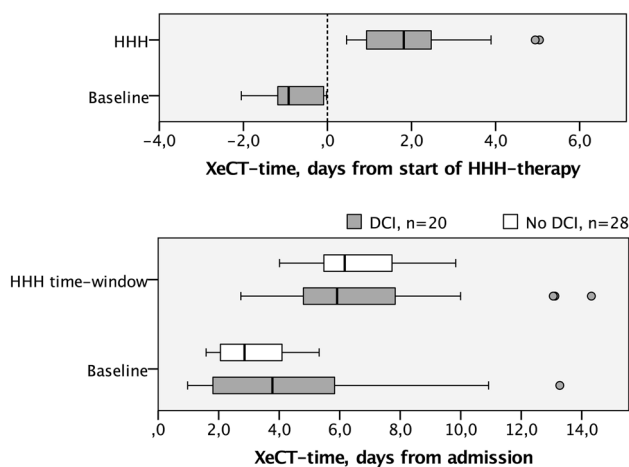 HHH
Baseline
-4,0 -2,0 ,0 2,0 4,0 6,0
XeCT-time, days from start of HHH-therapy
DCI, n=20 No DCI, n=28
HHH time-window
Baseline
,0 2,0 4,0 6,0 8,0 10,0 12,0 14,0
XeCT-time, days from admission